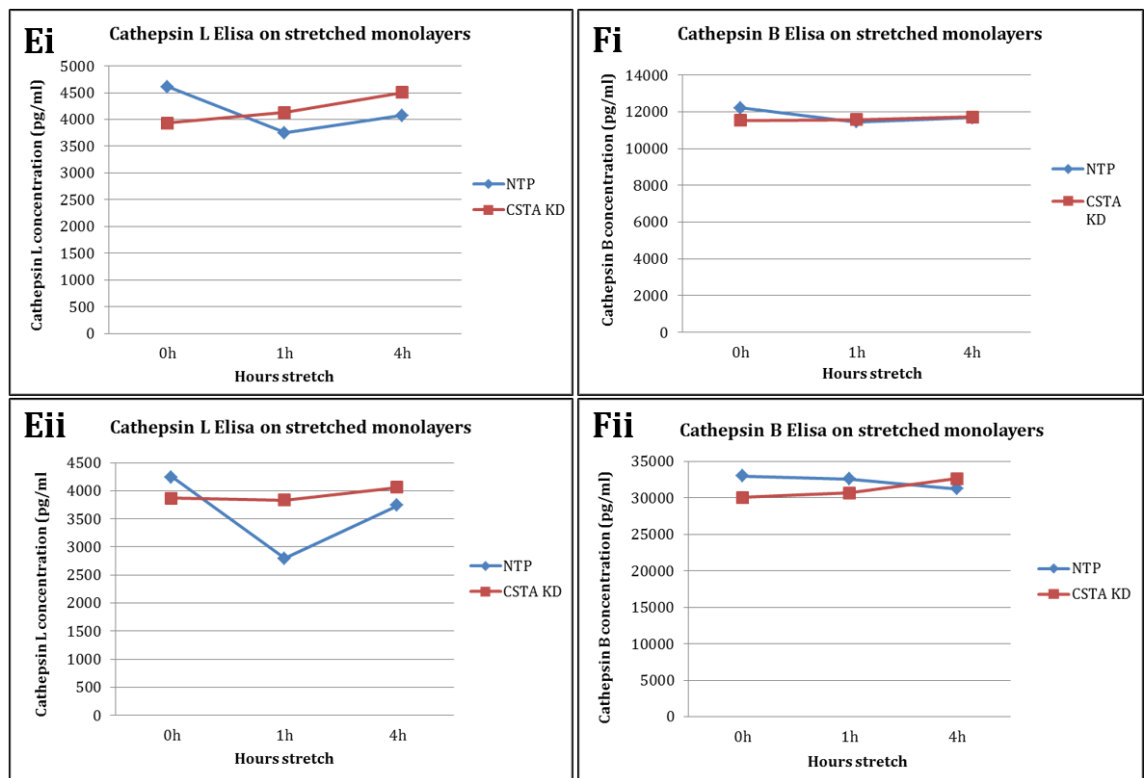 Ei
Cathepsin L Elisa on stretched monolayers
Cathepsin L concentration (pg/ml)
5000
4500
4000
3500
3000
2500
2000
1500
1000
500
0
0h 1h 4h
Hours stretch
NTP
CSTA KD
Fi
Cathepsin B Elisa on stretched monolayers
Cathepsin B concentration (pg/ml)
14000
12000
10000
8000
6000
4000
2000
0
0h 1h 4h
Hours stretch
NTP
CSTA
KD
Eii
Cathepsin L Elisa on stretched monolayers
Cathepsin L concentration (pg/ml
4500
4000
3500
3000
2500
2000
1500
1000
500
0
0h 1h 4h
Hours stretch
NTP
CSTA KD
Fii
Cathepsin B Elisa on stretched monolayers
Cathepsin B concentration (pg/ml)
35000
30000
25000
20000
15000
10000
5000
0
0h 1h 4h
Hours stretch
NTP
CSTA KD